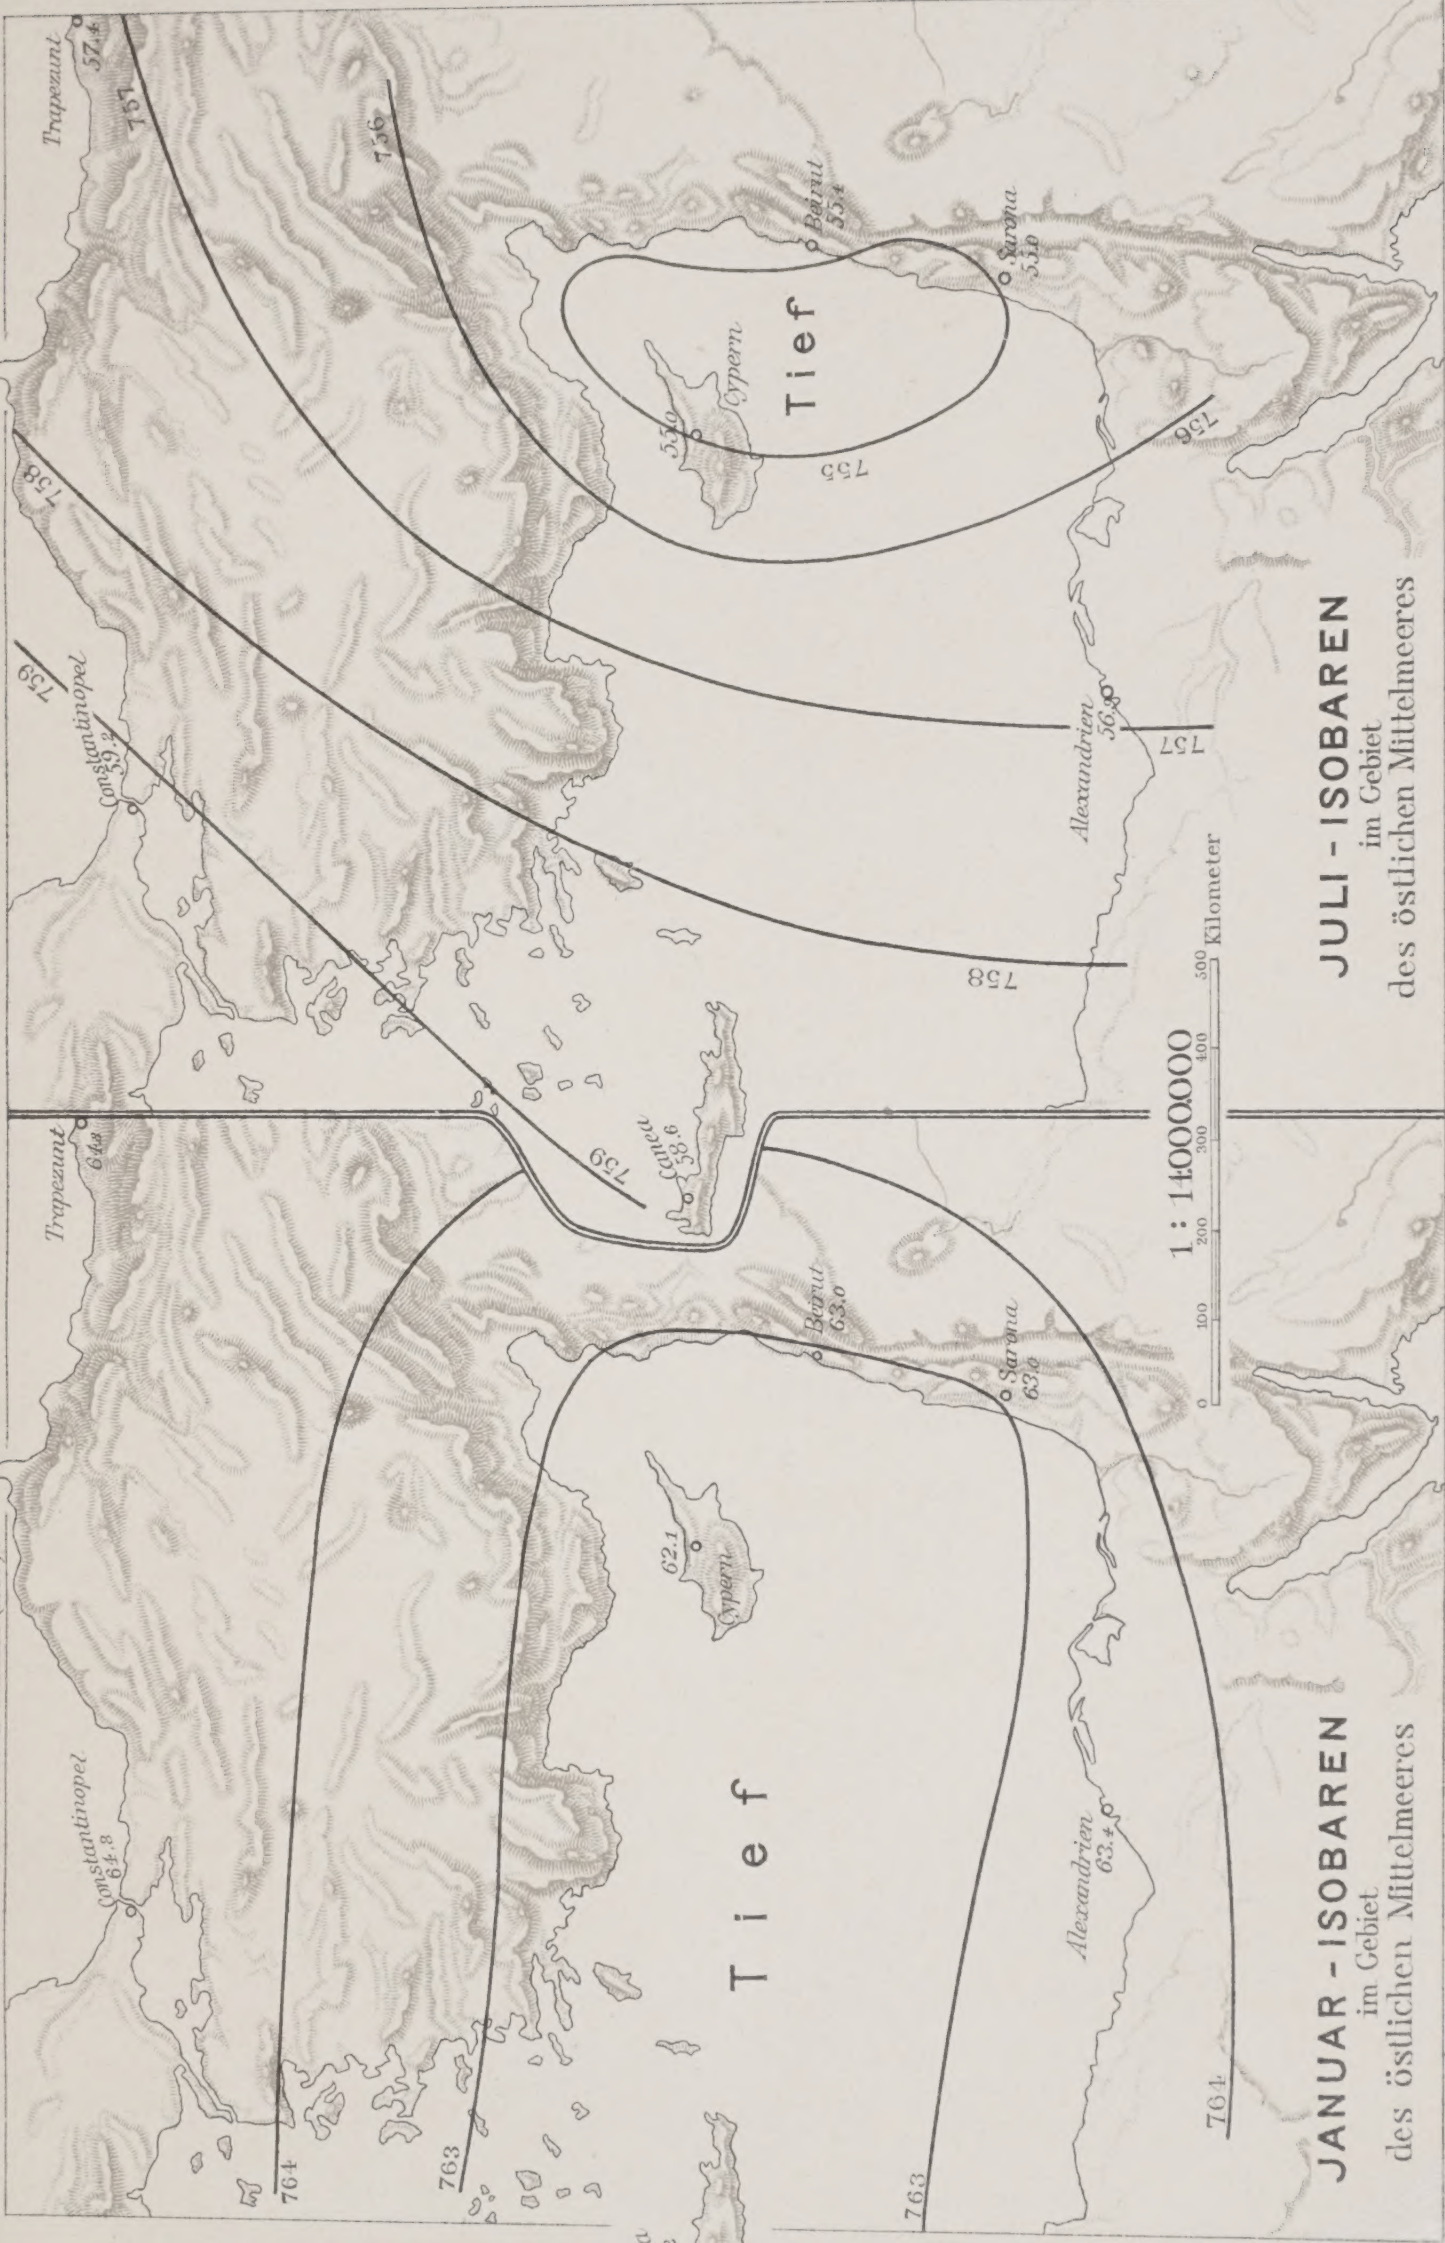 Trapezunt
64.8
Constantinopel
64.8
764
763
Cypern
62.1
Beirut
63.0
Sarona
63.0
Tief
763
Alexandrien
63.4
764
1 : 14000000
0 100 200 300 400 500 Kilometer
JANUAR - ISOBAREN
im Gebiet
des östlichen Mittelmeeres
Trapezunt
57.4
757
756
758
759
Constantinopel
59.2
759
Canea
58.6
Cypern
55.0
755
Tief
Beirut
55.4
Sarona
55.0
756
Alexandrien
757
758
JULI - ISOBAREN
im Gebiet
des östlichen Mittelmeeres